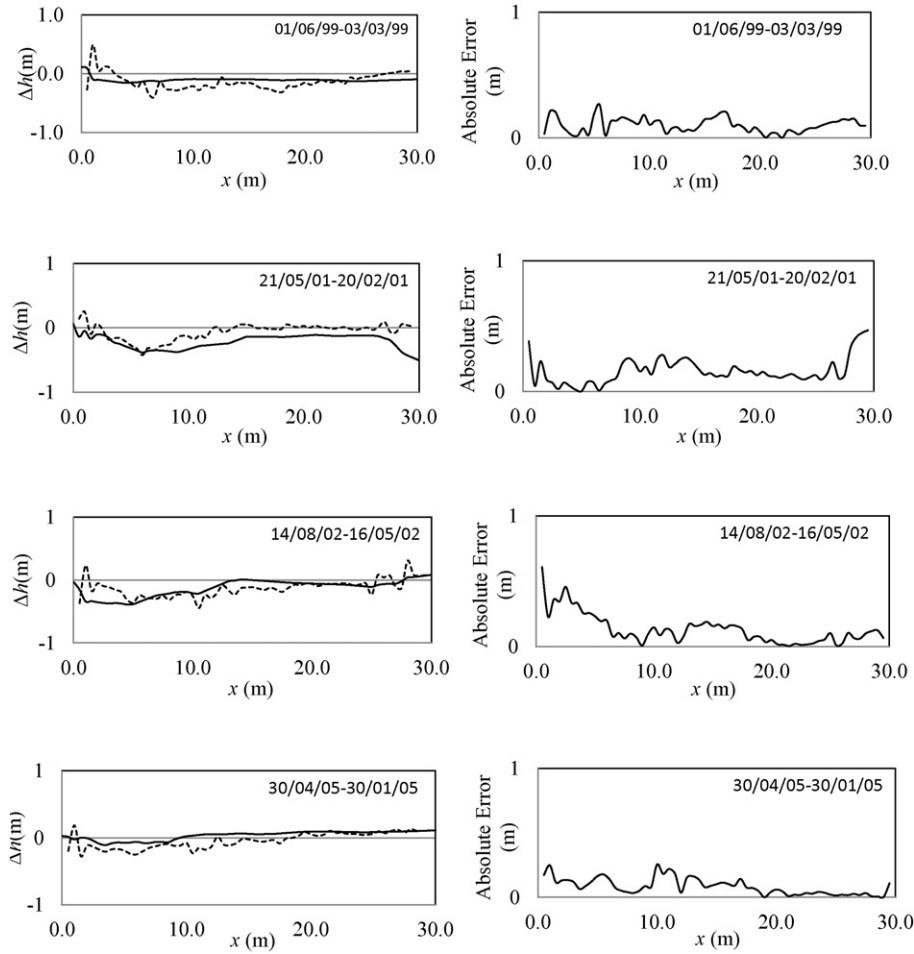 1.0
0.0
-1.0
Δh(m)
01/06/99-03/03/99
0.0 10.0 20.0 30.0
x (m)
1
0
Absolute Error
(m)
01/06/99-03/03/99
0.0 10.0 20.0 30.0
x (m)
1
0
-1
Δh(m)
21/05/01-20/02/01
0.0 10.0 20.0 30.0
x (m)
1
0
Absolute Error
(m)
21/05/01-20/02/01
0.0 10.0 20.0 30.0
x (m)
1
0
-1
Δh(m)
14/08/02-16/05/02
0.0 10.0 20.0 30.0
x (m)
1
0
Absolute Error
(m)
14/08/02-16/05/02
0.0 10.0 20.0 30.0
x (m)
1
0
-1
Δh(m)
30/04/05-30/01/05
0.0 10.0 20.0 30.0
x (m)
1
0
Absolute Error
(m)
30/04/05-30/01/05
0.0 10.0 20.0 30.0
x (m)